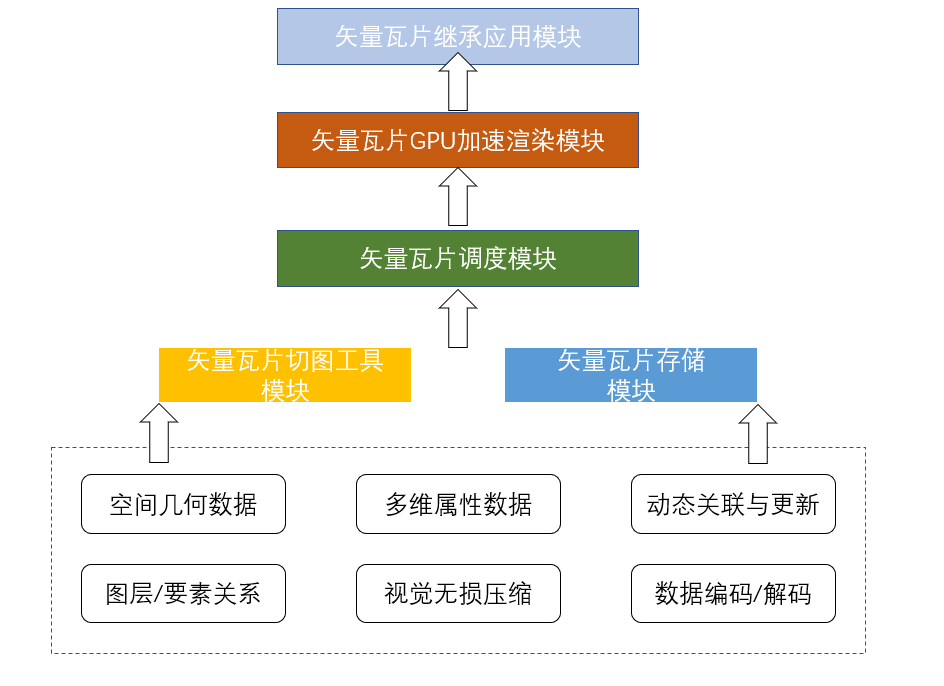 矢量瓦片继承应用模块
矢量瓦片GPU加速渲染模块
矢量瓦片调度模块
矢量瓦片切图工具
模块
矢量瓦片存储
模块
空间几何数据
多维属性数据
动态关联与更新
图层/要素关系
视觉无损压缩
数据编码/解码